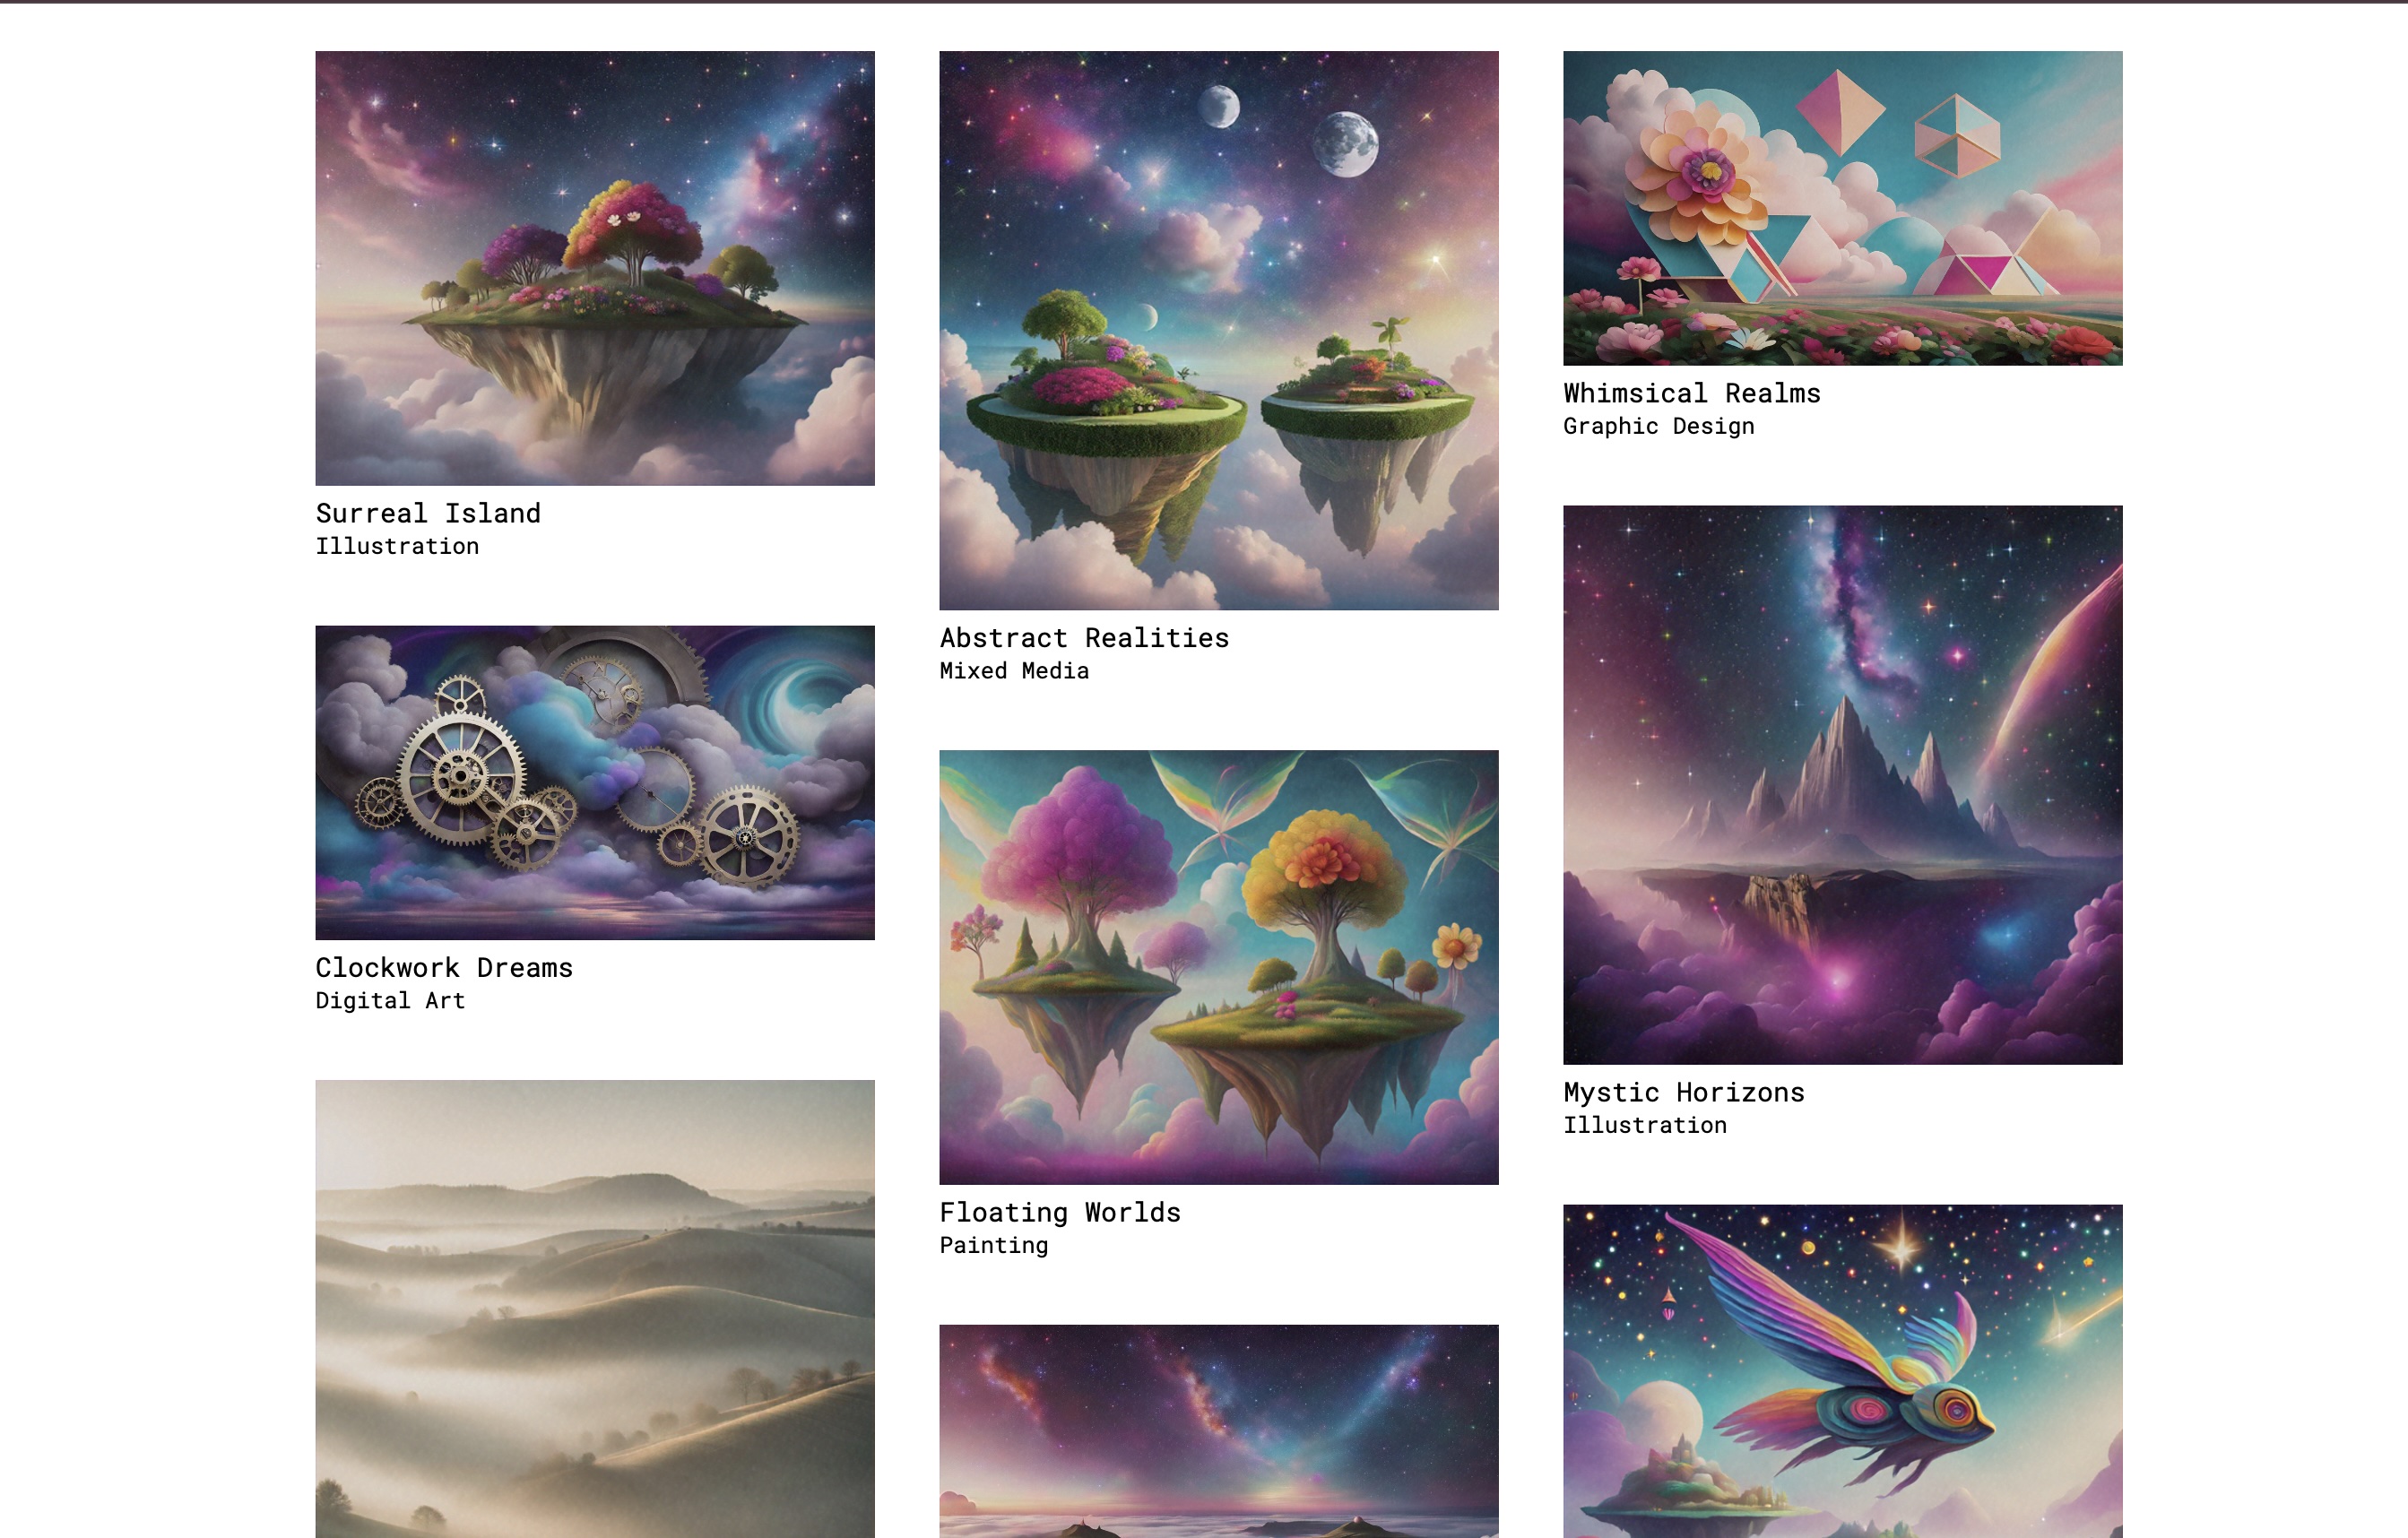 Surreal Island
Illustration
Clockwork Dreams
Digital Art
Abstract Realities
Mixed Media
Floating Worlds
Painting
Whimsical Realms
Graphic Design
Mystic Horizons
Illustration